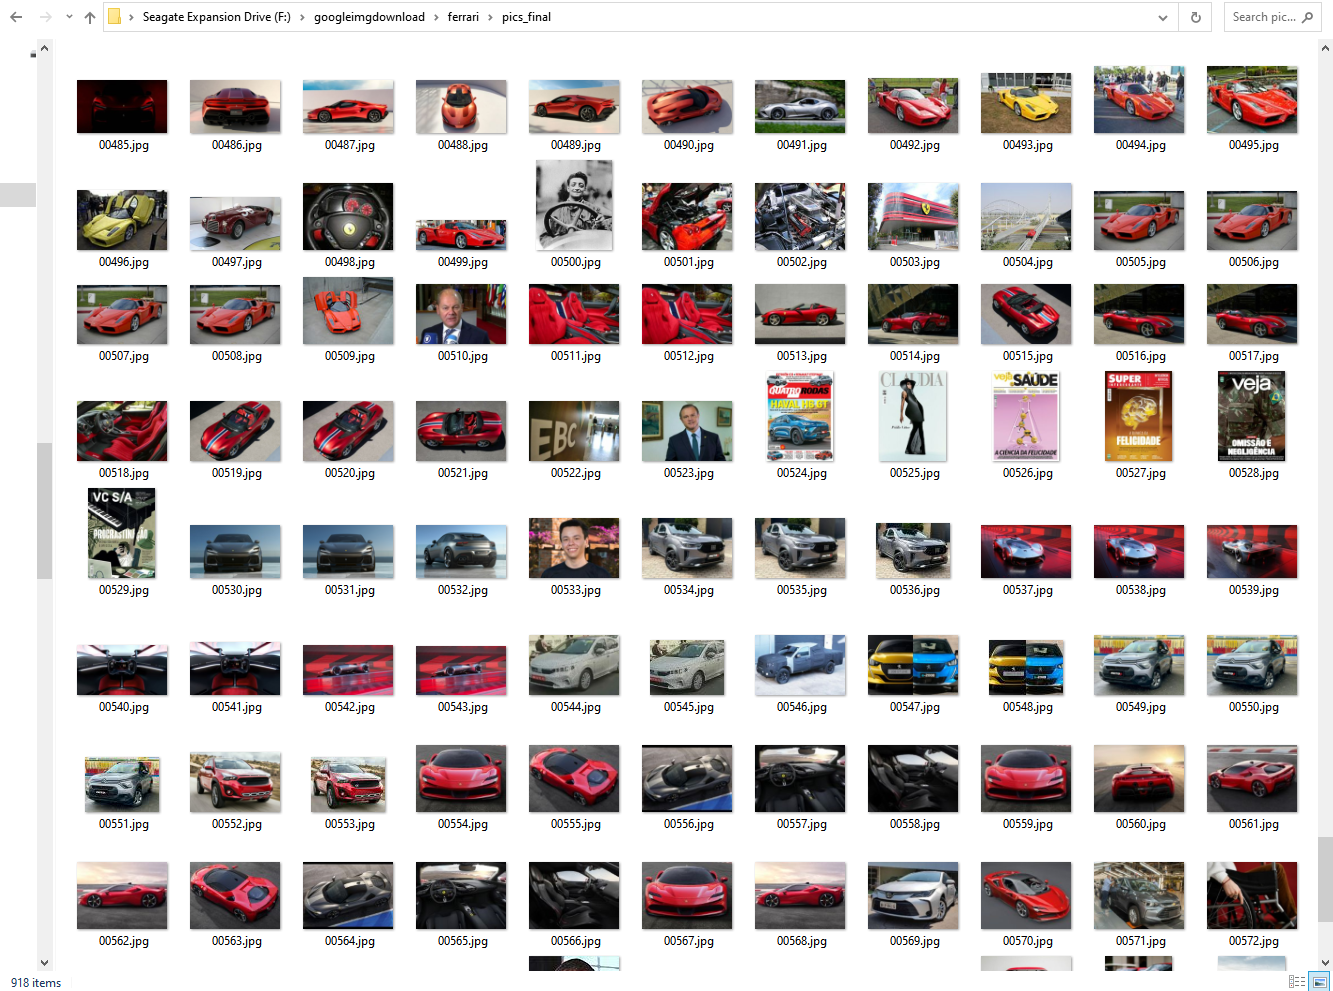 Seagate Expansion Drive (F:) > googleimgdownload > ferrari > pics_final
Search pic...
00485.jpg 00486.jpg 00487.jpg 00488.jpg 00489.jpg 00490.jpg 00491.jpg 00492.jpg 00493.jpg 00494.jpg 00495.jpg
00496.jpg 00497.jpg 00498.jpg 00499.jpg 00500.jpg 00501.jpg 00502.jpg 00503.jpg 00504.jpg 00505.jpg 00506.jpg
00507.jpg 00508.jpg 00509.jpg 00510.jpg 00511.jpg 00512.jpg 00513.jpg 00514.jpg 00515.jpg 00516.jpg 00517.jpg
EBC
QUATRO RODAS
HAVAL H6 GT
CLAUDIA
veja SAÚDE
A CIÊNCIA DA FELICIDADE
SUPER
FELICIDADE
veja
OMISSÃO E
NEGLIGÊNCIA
00518.jpg 00519.jpg 00520.jpg 00521.jpg 00522.jpg 00523.jpg 00524.jpg 00525.jpg 00526.jpg 00527.jpg 00528.jpg
VC S/A
PROCRASTINAÇÃO
00529.jpg 00530.jpg 00531.jpg 00532.jpg 00533.jpg 00534.jpg 00535.jpg 00536.jpg 00537.jpg 00538.jpg 00539.jpg
00540.jpg 00541.jpg 00542.jpg 00543.jpg 00544.jpg 00545.jpg 00546.jpg 00547.jpg 00548.jpg 00549.jpg 00550.jpg
00551.jpg 00552.jpg 00553.jpg 00554.jpg 00555.jpg 00556.jpg 00557.jpg 00558.jpg 00559.jpg 00560.jpg 00561.jpg
00562.jpg 00563.jpg 00564.jpg 00565.jpg 00566.jpg 00567.jpg 00568.jpg 00569.jpg 00570.jpg 00571.jpg 00572.jpg
918 items